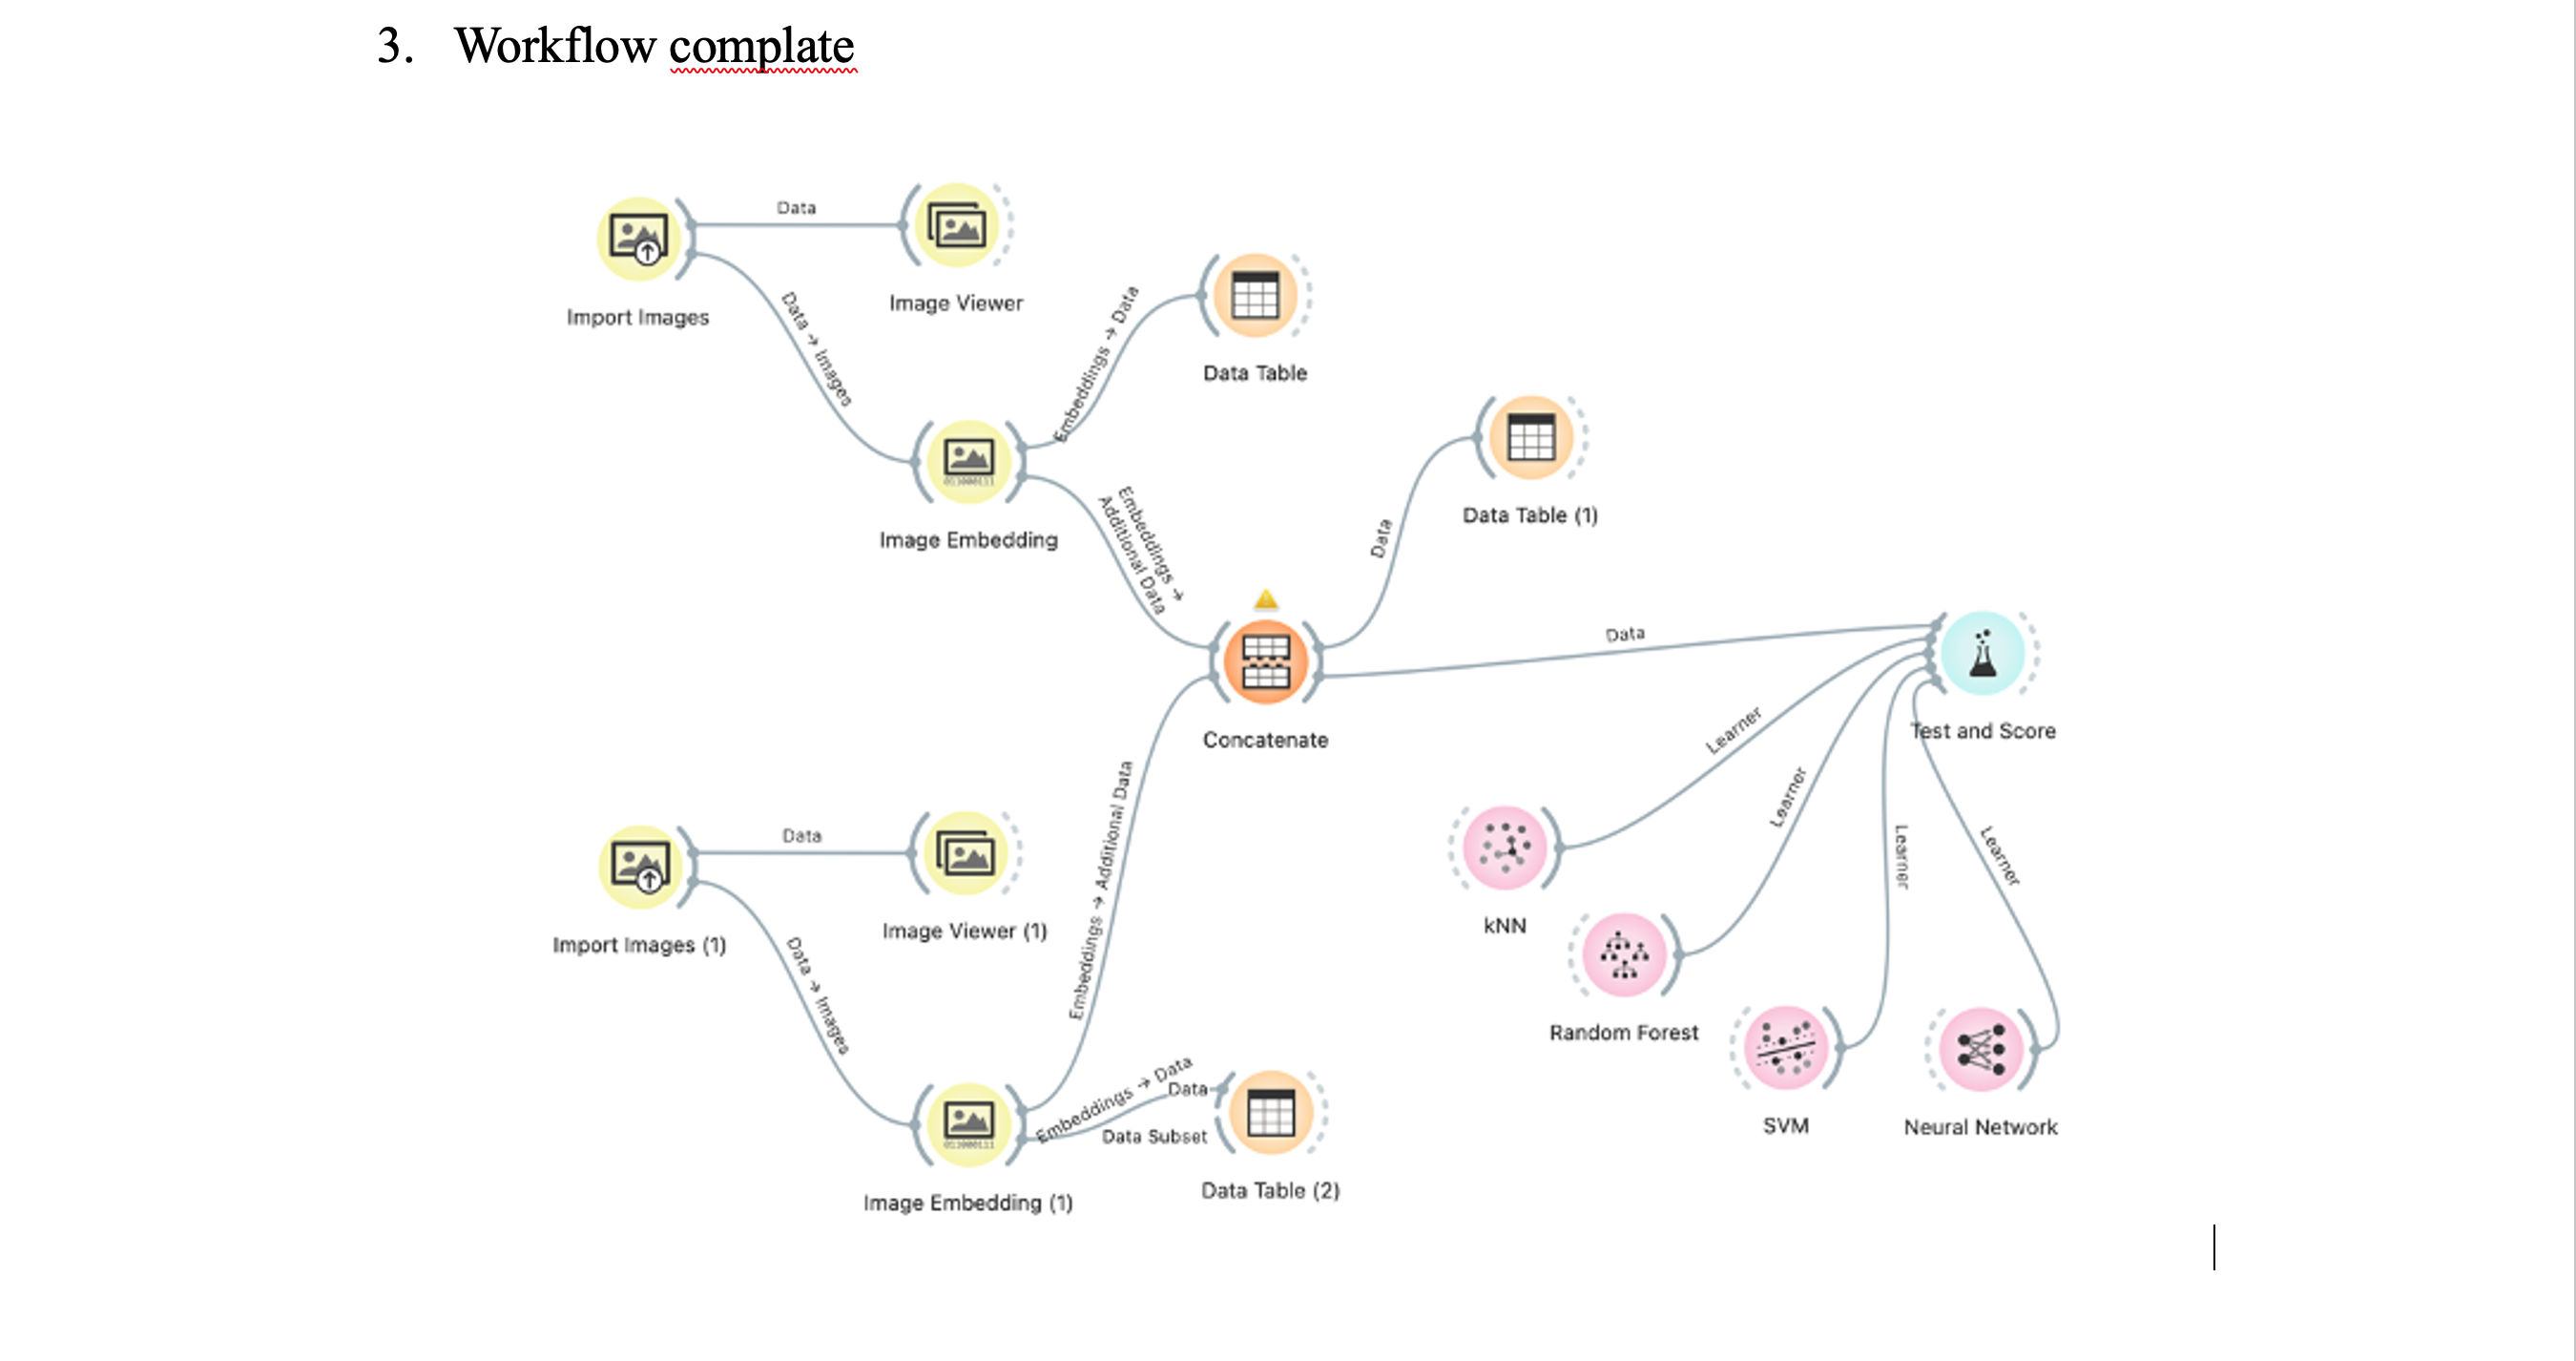 3. Workflow complate
Data
Import Images
Image Viewer
Data → Images
Embeddings → Data
Data Table
Image Embedding
Embeddings →
Additional Data
Data
Data Table (1)
Concatenate
Data
Test and Score
Learner
Learner
Learner
Learner
kNN
Random Forest
SVM
Neural Network
Data
Import Images (1)
Image Viewer (1)
Data → Images
Embeddings → Additional Data
Image Embedding (1)
Embeddings → Data
Data
Data Subset
Data Table (2)